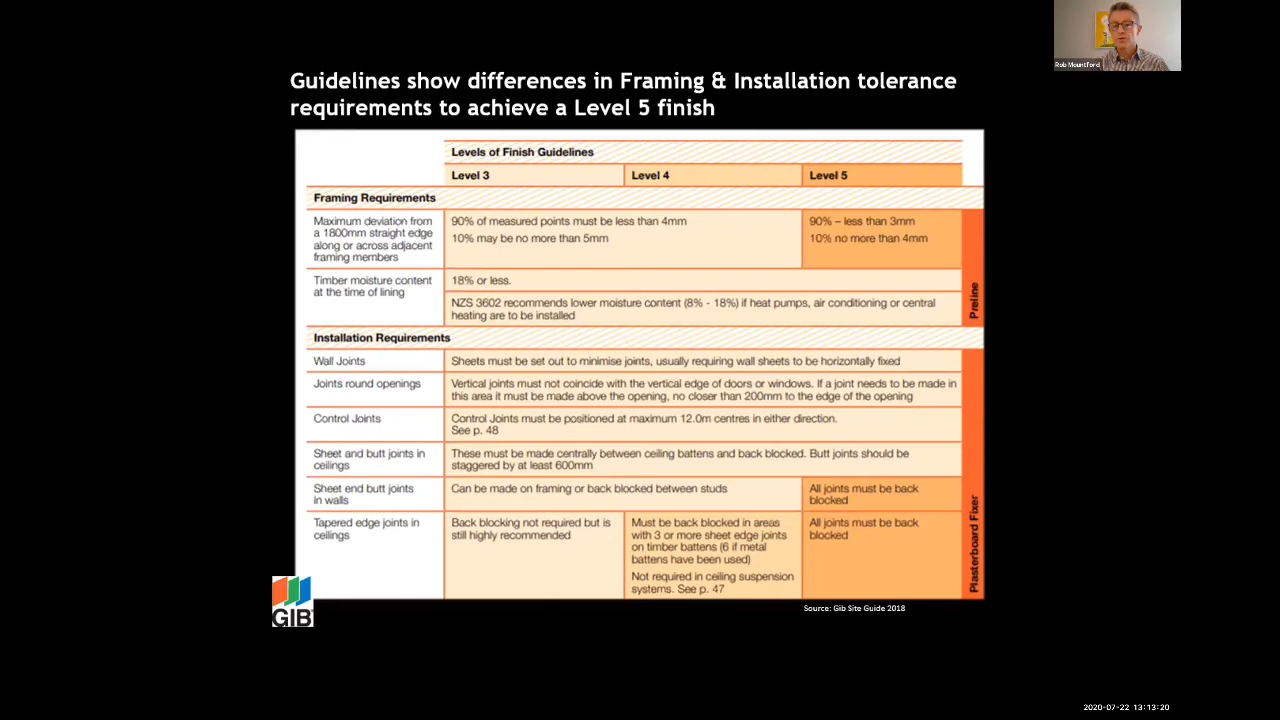 Rob Mountford
Guidelines show differences in Framing & Installation tolerance
requirements to achieve a Level 5 finish
Levels of Finish Guidelines
Level 3
Level 4
Level 5
Framing Requirements
Maximum deviation from
a 1800mm straight edge
along or across adjacent
framing members
90% of measured points must be less than 4mm
10% may be no more than 5mm
90% – less than 3mm
10% no more than 4mm
Timber moisture content
at the time of lining
18% or less.
NZS 3602 recommends lower moisture content (8% - 18%) if heat pumps, air conditioning or central
heating are to be installed
Preline
Installation Requirements
Wall Joints
Sheets must be set out to minimise joints, usually requiring wall sheets to be horizontally fixed
Joints round openings
Vertical joints must not coincide with the vertical edge of doors or windows. If a joint needs to be made in
this area it must be made above the opening, no closer than 200mm to the edge of the opening
Control Joints
Control Joints must be positioned at maximum 12.0m centres in either direction.
See p. 48
Sheet and butt joints in
ceilings
These must be made centrally between ceiling battens and back blocked. Butt joints should be
staggered by at least 600mm
Sheet end butt joints
in walls
Can be made on framing or back blocked between studs
All joints must be back
blocked
Tapered edge joints in
ceilings
Back blocking not required but is
still highly recommended
Must be back blocked in areas
with 3 or more sheet edge joints
on timber battens (6 if metal
battens have been used)
Not required in ceiling suspension
systems. See p. 47
All joints must be back
blocked
Plasterboard Fixer
GIB
Source: Gib Site Guide 2018
2020-07-22 13:13:20